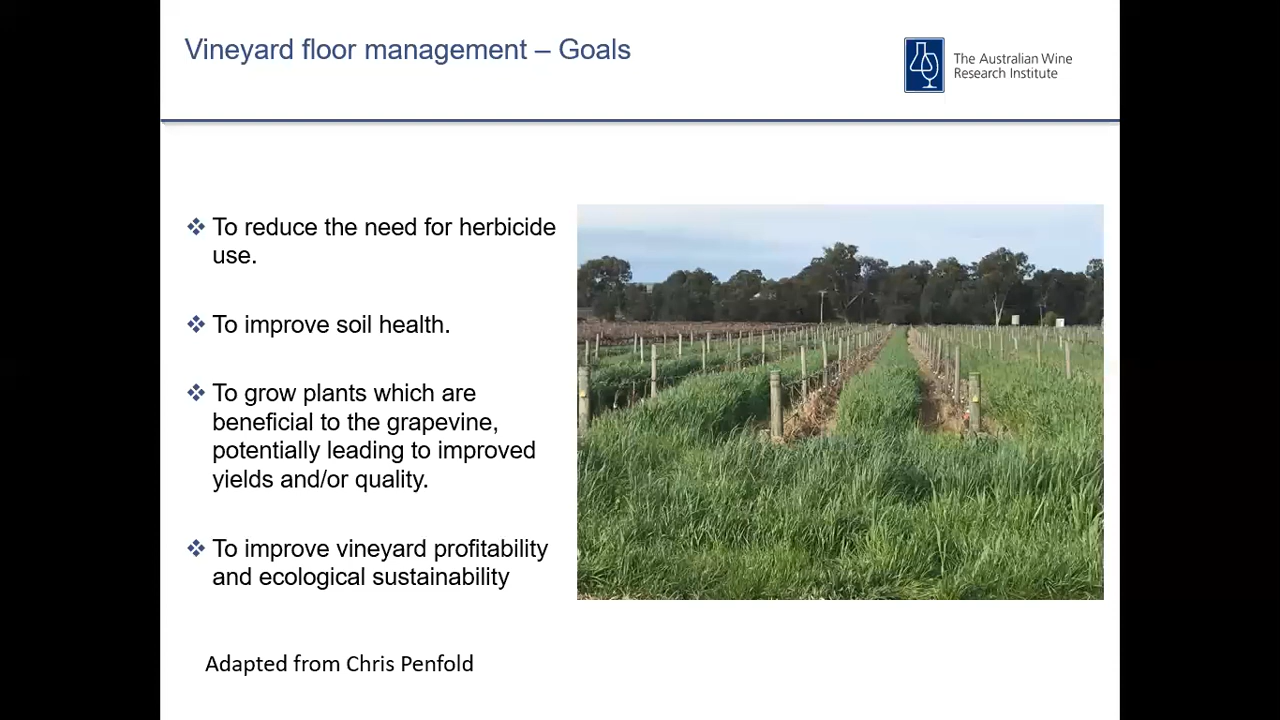 Vineyard floor management – Goals
The Australian Wine
Research Institute
❖ To reduce the need for herbicide
use.
❖ To improve soil health.
❖ To grow plants which are
beneficial to the grapevine,
potentially leading to improved
yields and/or quality.
❖ To improve vineyard profitability
and ecological sustainability
Adapted from Chris Penfold